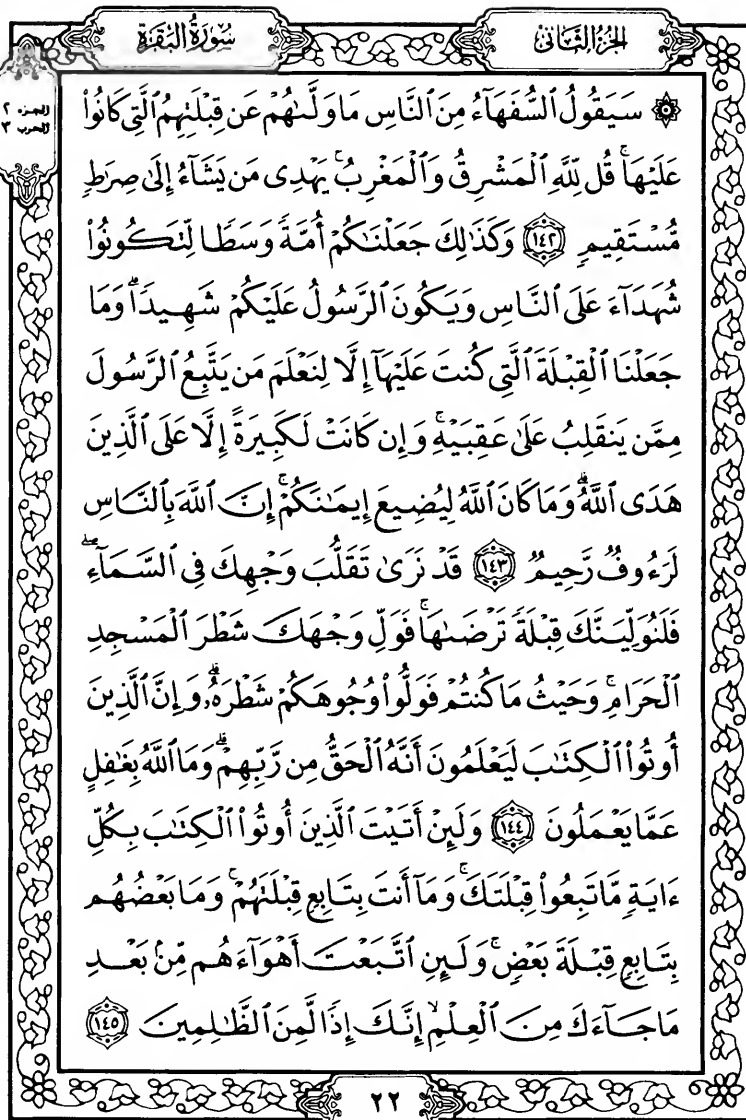 الجزء الثاني
سورة البقرة
الجزء ٢
الحزب ٣
۞ سَيَقُولُ ٱلسُّفَهَآءُ مِنَ ٱلنَّاسِ مَا وَلَّىٰهُمْ عَن قِبْلَتِهِمُ ٱلَّتِى كَانُوا۟
عَلَيْهَا ۚ قُل لِّلَّهِ ٱلْمَشْرِقُ وَٱلْمَغْرِبُ ۚ يَهْدِى مَن يَشَآءُ إِلَىٰ صِرَٰطٍ
مُّسْتَقِيمٍ ﴿١٤٢﴾ وَكَذَٰلِكَ جَعَلْنَٰكُمْ أُمَّةً وَسَطًا لِّتَكُونُوا۟
شُهَدَآءَ عَلَى ٱلنَّاسِ وَيَكُونَ ٱلرَّسُولُ عَلَيْكُمْ شَهِيدًا ۗ وَمَا
جَعَلْنَا ٱلْقِبْلَةَ ٱلَّتِى كُنتَ عَلَيْهَآ إِلَّا لِنَعْلَمَ مَن يَتَّبِعُ ٱلرَّسُولَ
مِمَّن يَنقَلِبُ عَلَىٰ عَقِبَيْهِ ۚ وَإِن كَانَتْ لَكَبِيرَةً إِلَّا عَلَى ٱلَّذِينَ
هَدَى ٱللَّهُ ۗ وَمَا كَانَ ٱللَّهُ لِيُضِيعَ إِيمَٰنَكُمْ ۚ إِنَّ ٱللَّهَ بِٱلنَّاسِ
لَرَءُوفٌ رَّحِيمٌ ﴿١٤٣﴾ قَدْ نَرَىٰ تَقَلُّبَ وَجْهِكَ فِى ٱلسَّمَآءِ ۖ
فَلَنُوَلِّيَنَّكَ قِبْلَةً تَرْضَىٰهَا ۚ فَوَلِّ وَجْهَكَ شَطْرَ ٱلْمَسْجِدِ
ٱلْحَرَامِ ۚ وَحَيْثُ مَا كُنتُمْ فَوَلُّوا۟ وُجُوهَكُمْ شَطْرَهُۥ ۗ وَإِنَّ ٱلَّذِينَ
أُوتُوا۟ ٱلْكِتَٰبَ لَيَعْلَمُونَ أَنَّهُ ٱلْحَقُّ مِن رَّبِّهِمْ ۗ وَمَا ٱللَّهُ بِغَٰفِلٍ
عَمَّا يَعْمَلُونَ ﴿١٤٤﴾ وَلَئِنْ أَتَيْتَ ٱلَّذِينَ أُوتُوا۟ ٱلْكِتَٰبَ بِكُلِّ
ءَايَةٍ مَّا تَبِعُوا۟ قِبْلَتَكَ ۚ وَمَآ أَنتَ بِتَابِعٍ قِبْلَتَهُمْ ۚ وَمَا بَعْضُهُم
بِتَابِعٍ قِبْلَةَ بَعْضٍ ۚ وَلَئِنِ ٱتَّبَعْتَ أَهْوَآءَهُم مِّنۢ بَعْدِ
مَا جَآءَكَ مِنَ ٱلْعِلْمِ ۙ إِنَّكَ إِذًا لَّمِنَ ٱلظَّٰلِمِينَ ﴿١٤٥﴾
٢٢